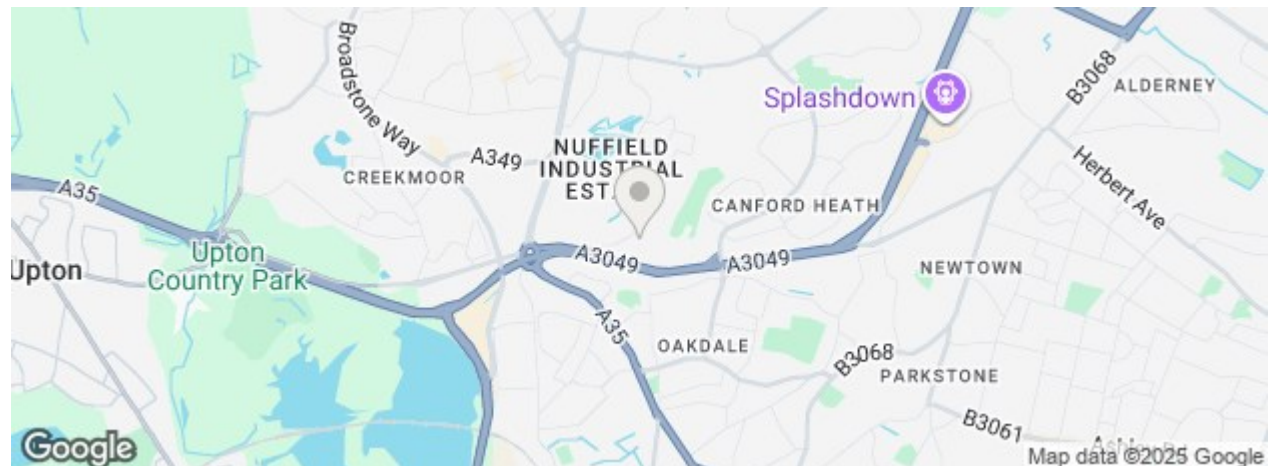 B3068
ALDERNEY
Splashdown
Broadstone Way
NUFFIELD
INDUSTRIAL
EST
A349
CREEKMOOR
Herbert Ave
A35
CANFORD HEATH
Upton
Country Park
Upton
A3049
A3049
NEWTOWN
A35
OAKDALE
B3068
PARKSTONE
B3061
Google
Map data ©2025 Google